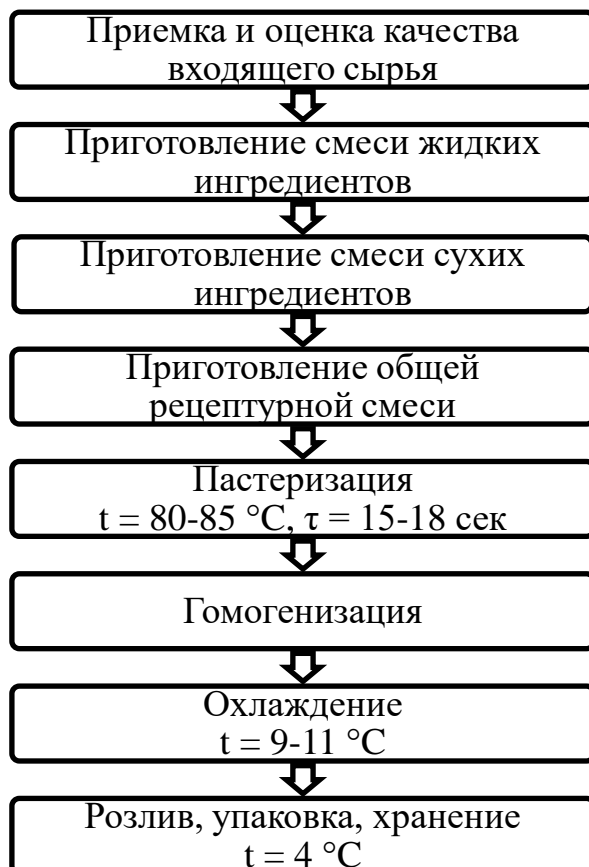 Приемка и оценка качества
входящего сырья
Приготовление смеси жидких
ингредиентов
Приготовление смеси сухих
ингредиентов
Приготовление общей
рецептурной смеси
Пастеризация
t = 80-85 °C, τ = 15-18 сек
Гомогенизация
Охлаждение
t = 9-11 °C
Розлив, упаковка, хранение
t = 4 °C